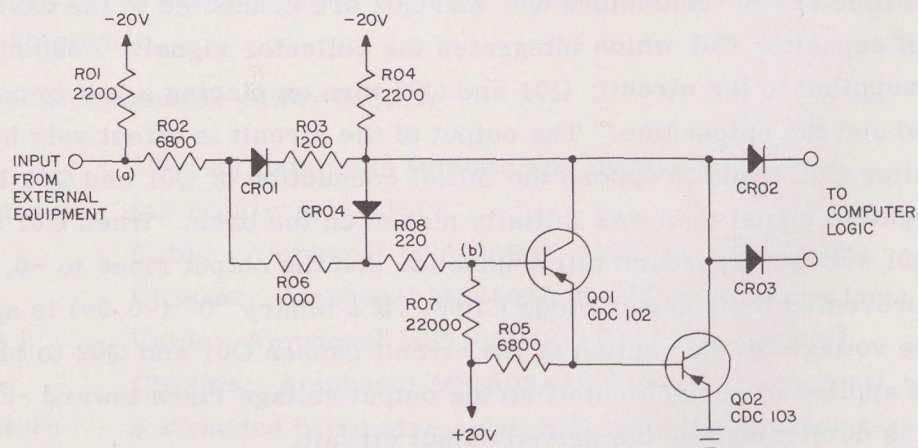 -20V
-20V
R01
2200
R04
2200
R02
6800
R03
1200
INPUT
FROM
EXTERNAL
EQUIPMENT
(a)
CR01
CR02
CR04
R08
220
(b)
TO
COMPUTER
LOGIC
R06
1000
CR03
R07
22000
Q01
CDC 102
R05
6800
+20V
Q02
CDC 103